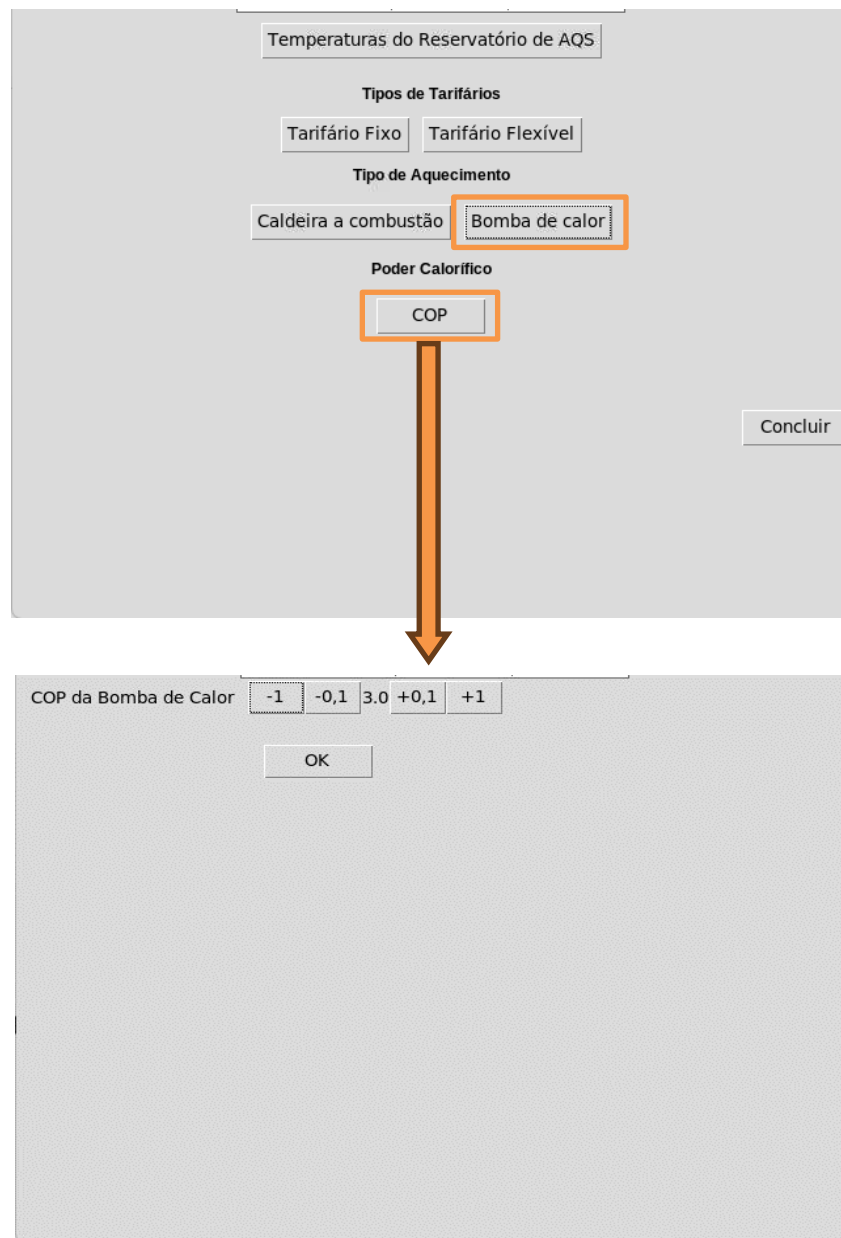 Temperaturas do Reservatório de AQS
Tipos de Tarifários
Tarifário Fixo Tarifário Flexível
Tipo de Aquecimento
Caldeira a combustão Bomba de calor
Poder Calorífico
COP
Concluir
COP da Bomba de Calor -1 -0,1 3.0 +0,1 +1
OK